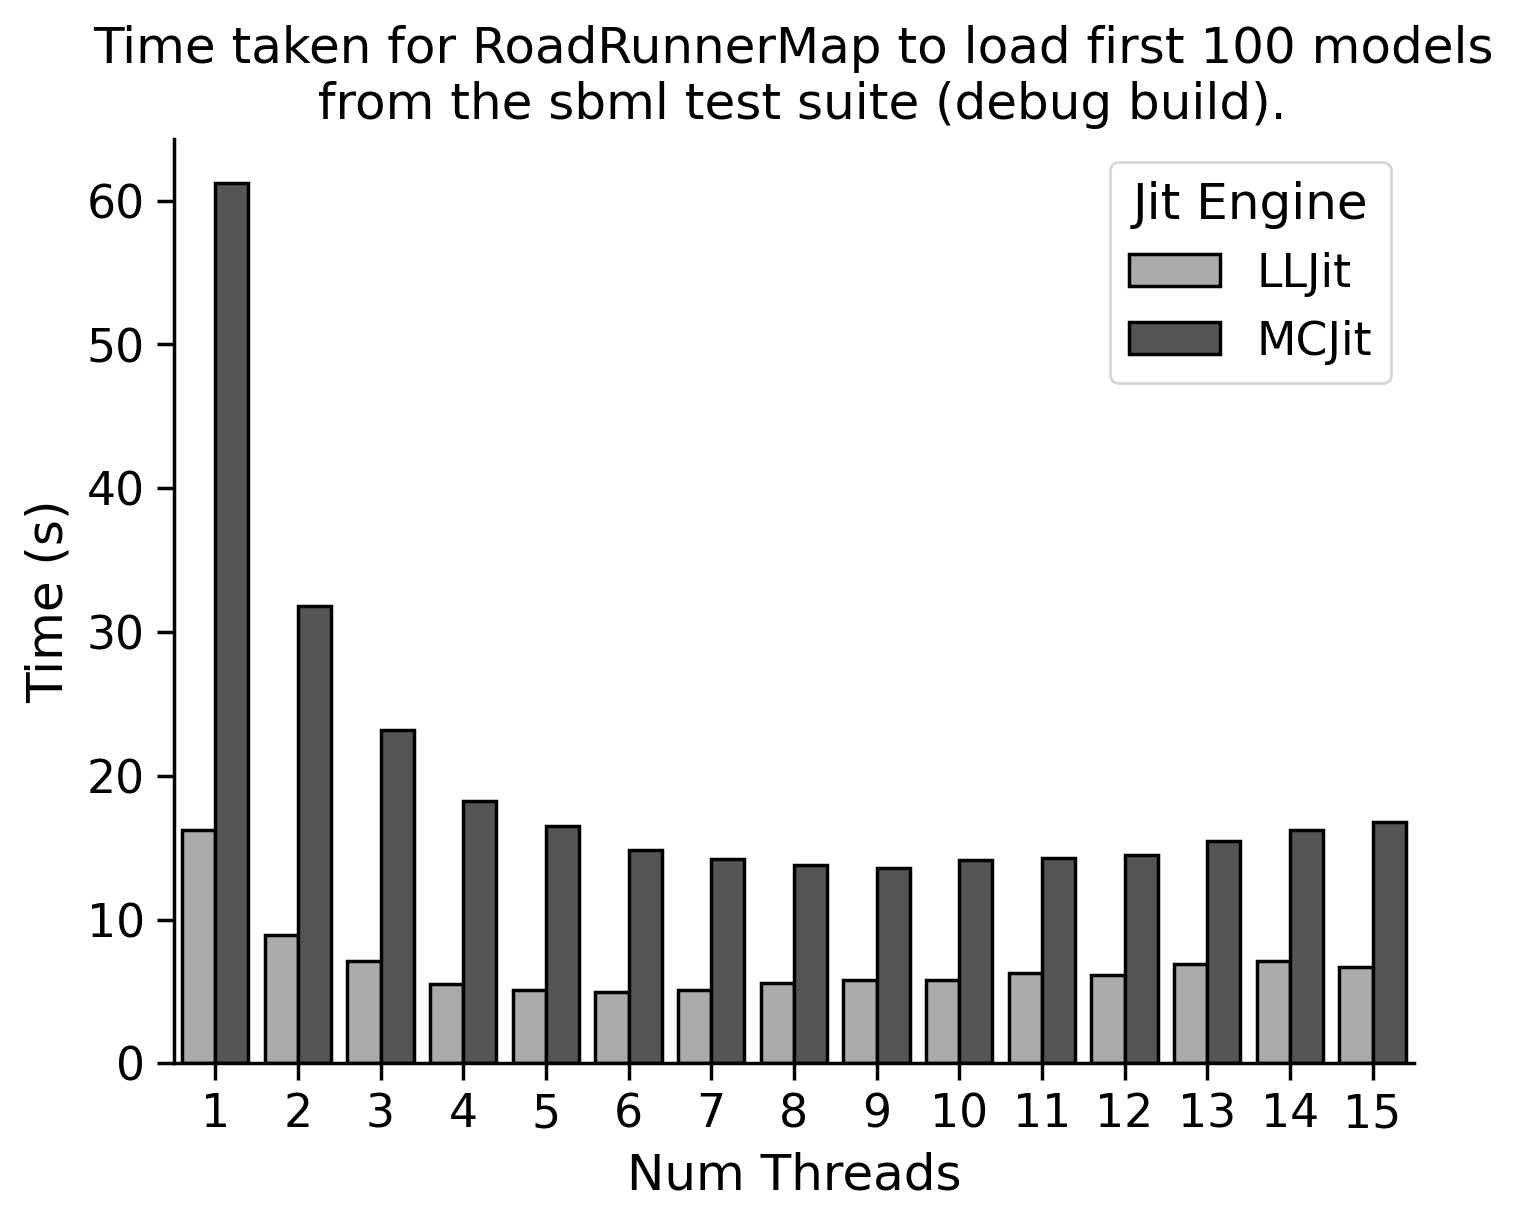 Time taken for RoadRunnerMap to load first 100 models
from the sbml test suite (debug build).
Jit Engine
LLJit
MCJit
Time (s)
60
50
40
30
20
10
0
1 2 3 4 5 6 7 8 9 10 11 12 13 14 15
Num Threads